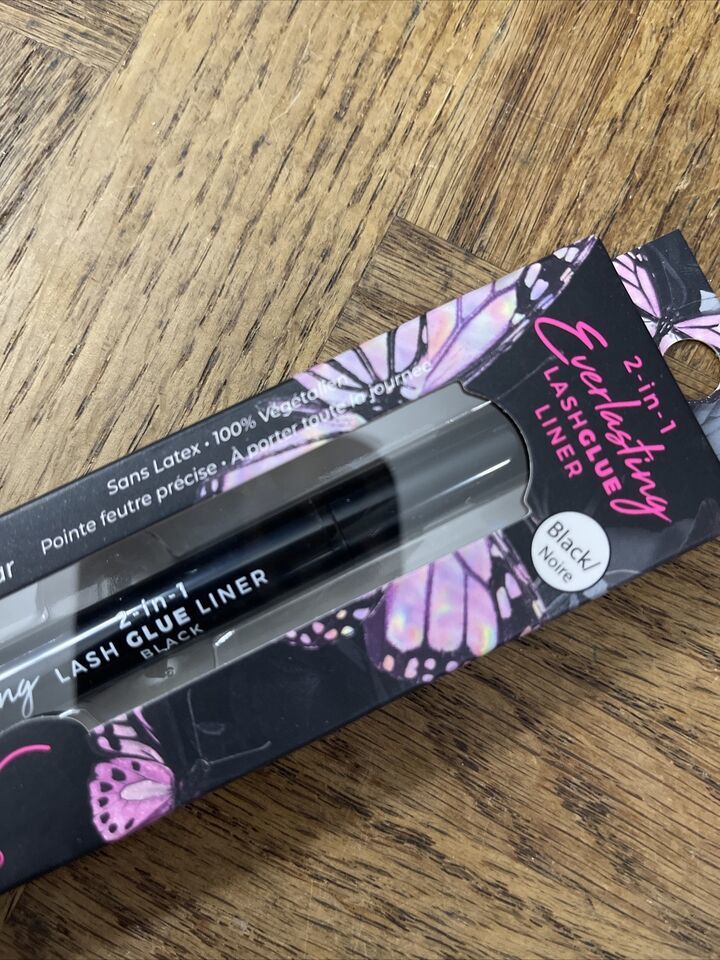 2-in-1
Everlasting
LASHGLUE
LINER
Black/
Noire
Sans Latex • 100% Végétalien
Pointe feutre précise • À porter toute la journée
2-in-1
LASH GLUE LINER
BLACK